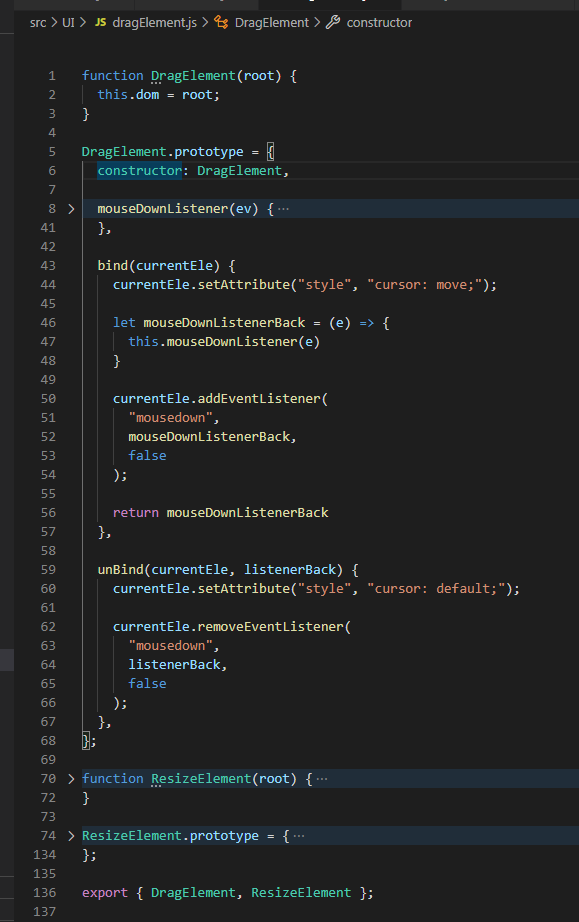 src > UI > JS dragElement.js > DragElement > constructor
1 function DragElement(root) {
2 this.dom = root;
3 }
4
5 DragElement.prototype = {
6 constructor: DragElement,
7
8 > mouseDownListener(ev) { ···
41 },
42
43 bind(currentEle) {
44 currentEle.setAttribute("style", "cursor: move;");
45
46 let mouseDownListenerBack = (e) => {
47 this.mouseDownListener(e)
48 }
49
50 currentEle.addEventListener(
51 "mousedown",
52 mouseDownListenerBack,
53 false
54 );
55
56 return mouseDownListenerBack
57 },
58
59 unBind(currentEle, listenerBack) {
60 currentEle.setAttribute("style", "cursor: default;");
61
62 currentEle.removeEventListener(
63 "mousedown",
64 listenerBack,
65 false
66 );
67 },
68 };
69
70 > function ResizeElement(root) { ···
72 }
73
74 > ResizeElement.prototype = { ···
134 };
135
136 export { DragElement, ResizeElement };
137